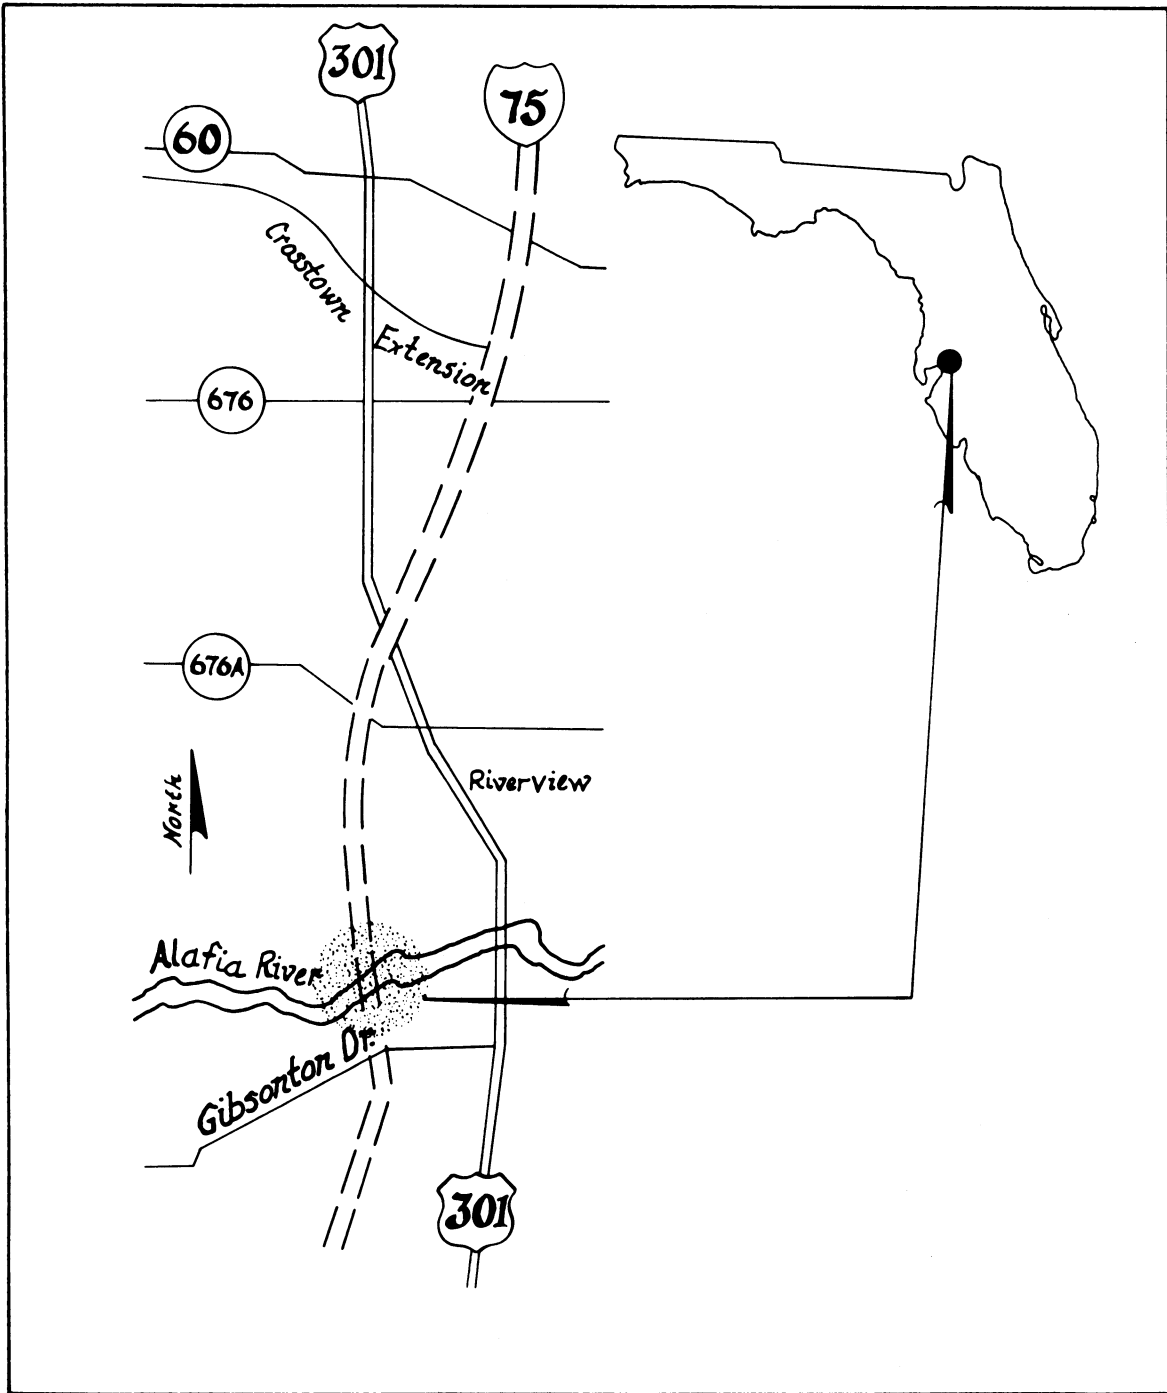 301
75
60
Crosstown
Extension
676
676A
Riverview
North
Alafia River
Gibsonton Dr.
301